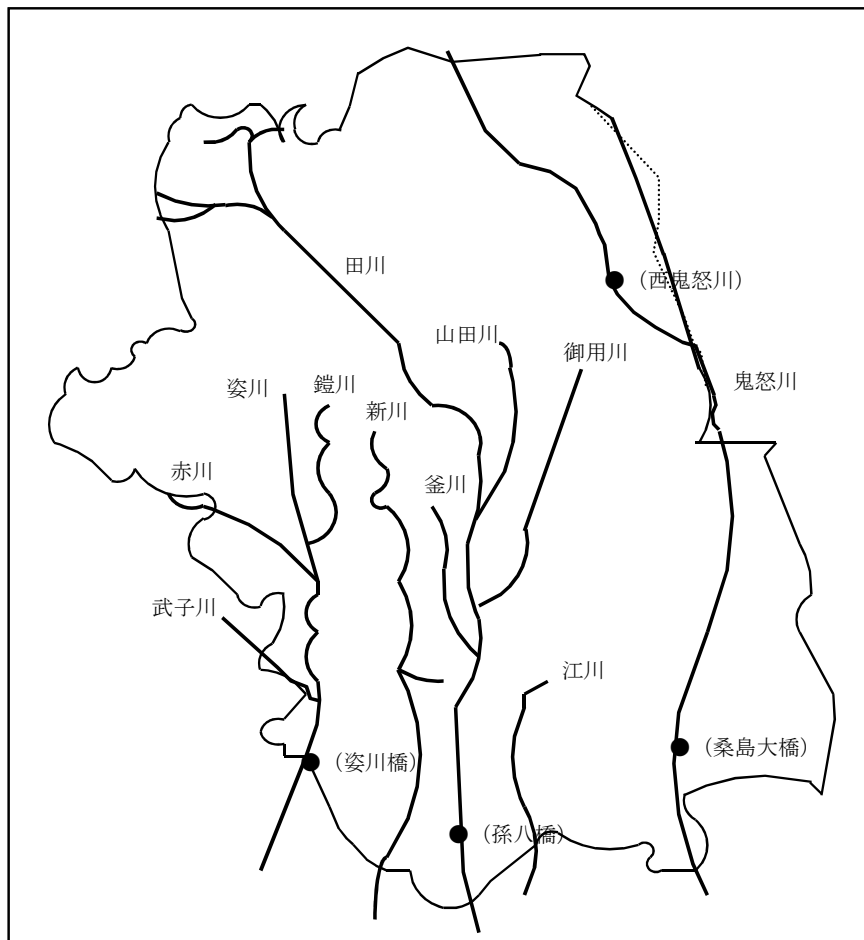 田川
（西鬼怒川）
山田川
御用川
鬼怒川
姿川
鎧川
新川
赤川
釜川
武子川
江川
（桑島大橋）
（姿川橋）
（孫八橋）